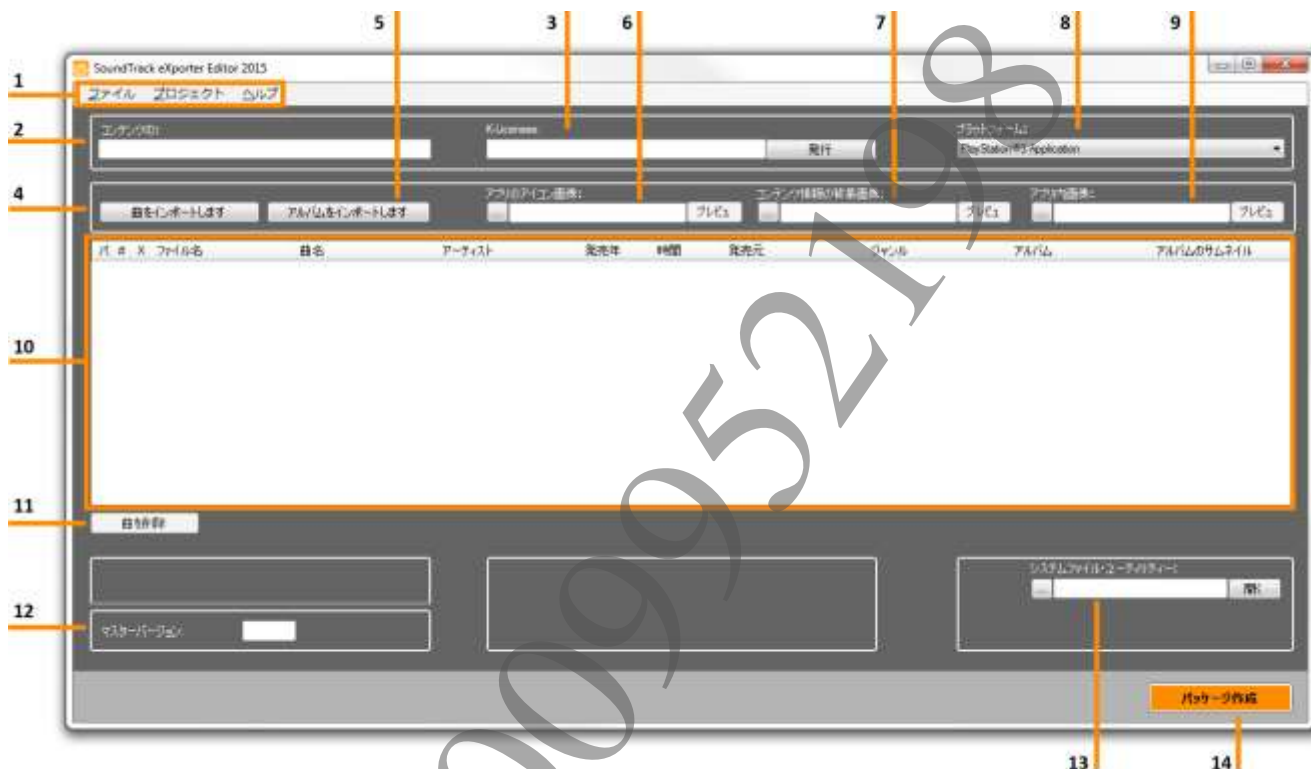 5 3 6 7 8 9
SoundTrack eXporter Editor 2015
1
ファイル プロジェクト ヘルプ
2
コンテンツID: K-Licensee: プラットフォーム:
発行 PlayStation®3 Application
4
アプリのアイコン画像: コンテンツ情報の背景画像: アプリ内画像:
曲をインポートします アルバムをインポートします ... プレビュ ... プレビュ ... プレビュ
パ # X ファイル名 曲名 アーティスト 発売年 時間 発売元 ジャンル アルバム アルバムのサムネイル
10
11
曲を削除
システムファイル・ユーティリティー:
... 開く
12
マスターバージョン:
パッケージ作成
13 14
00952198